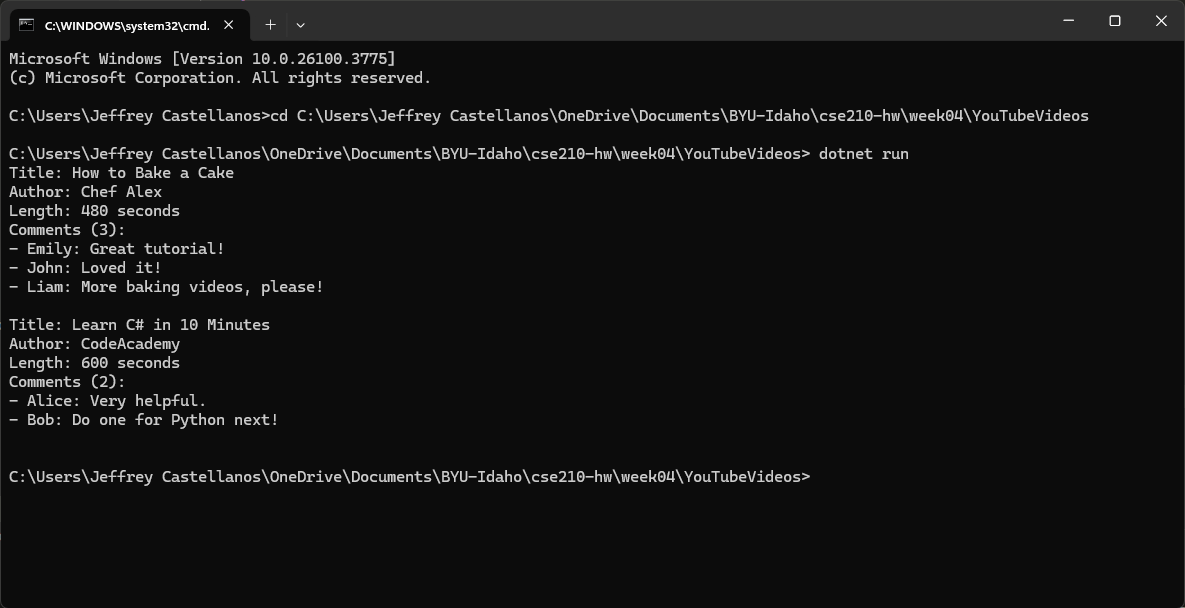 C:\WINDOWS\system32\cmd.
Microsoft Windows [Version 10.0.26100.3775]
(c) Microsoft Corporation. All rights reserved.
C:\Users\Jeffrey Castellanos>cd C:\Users\Jeffrey Castellanos\OneDrive\Documents\BYU-Idaho\cse210-hw\week04\YouTubeVideos
C:\Users\Jeffrey Castellanos\OneDrive\Documents\BYU-Idaho\cse210-hw\week04\YouTubeVideos> dotnet run
Title: How to Bake a Cake
Author: Chef Alex
Length: 480 seconds
Comments (3):
- Emily: Great tutorial!
- John: Loved it!
- Liam: More baking videos, please!
Title: Learn C# in 10 Minutes
Author: CodeAcademy
Length: 600 seconds
Comments (2):
- Alice: Very helpful.
- Bob: Do one for Python next!
C:\Users\Jeffrey Castellanos\OneDrive\Documents\BYU-Idaho\cse210-hw\week04\YouTubeVideos>